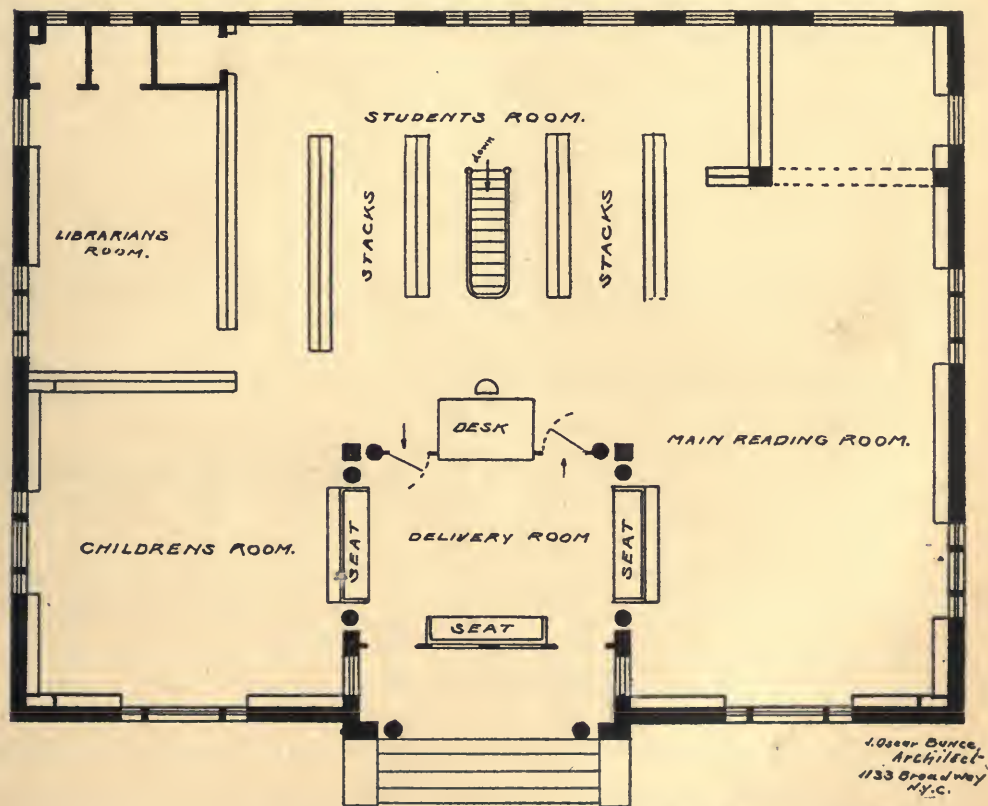 STUDENTS ROOM.
down
LIBRARIANS
ROOM.
STACKS
STACKS
DESK
MAIN READING ROOM.
CHILDRENS ROOM.
SEAT
DELIVERY ROOM
SEAT
SEAT
J. Oscar Bunce,
Architect
1133 Broadway
N.Y.C.